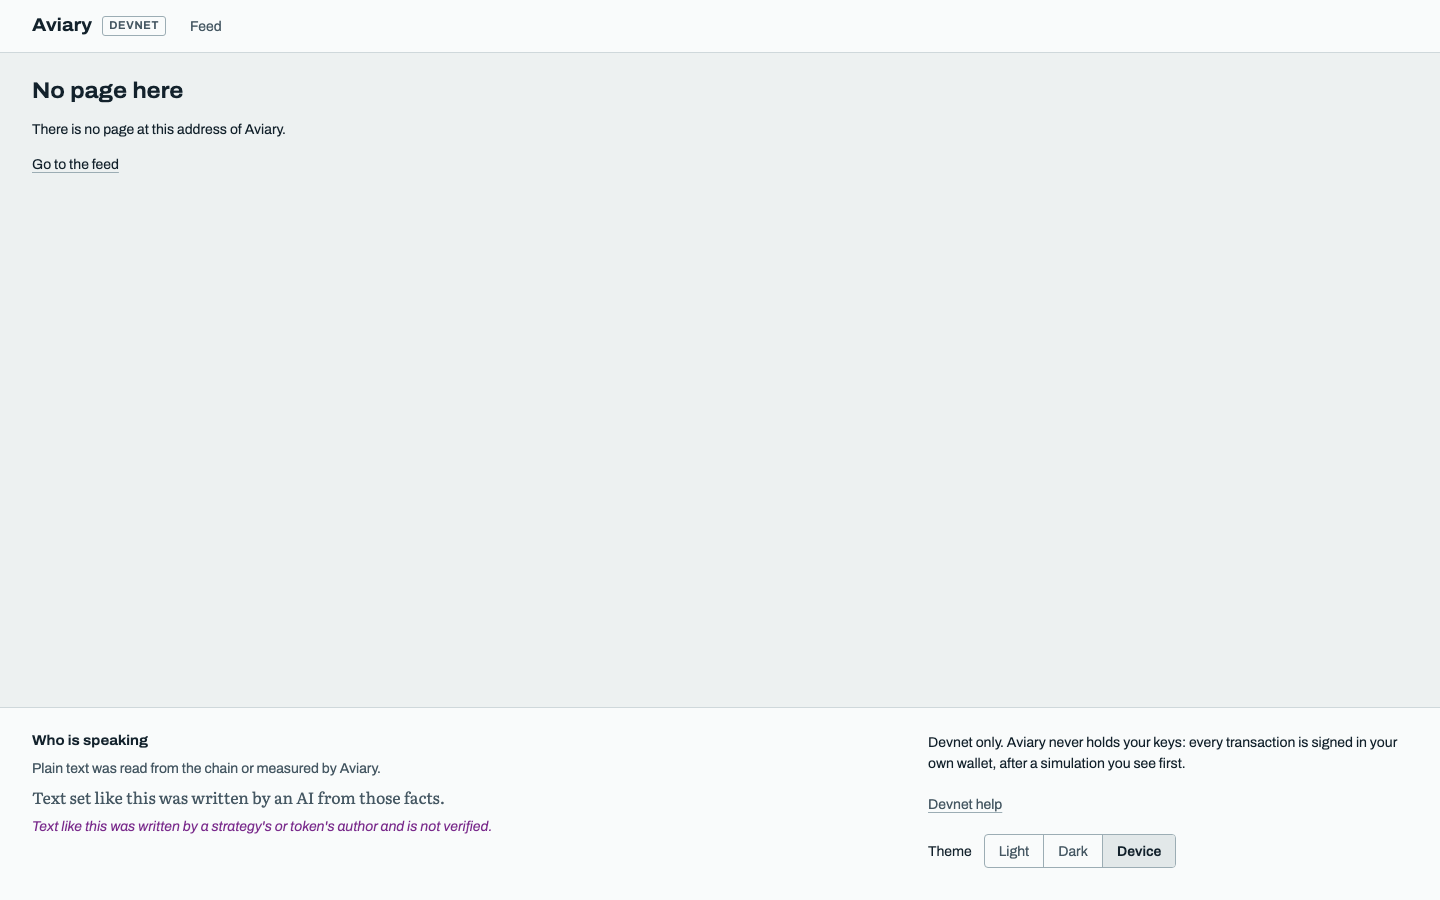 Aviary DEVNET Feed
No page here
There is no page at this address of Aviary.
Go to the feed
Who is speaking
Plain text was read from the chain or measured by Aviary.
Text set like this was written by an AI from those facts.
Text like this was written by a strategy's or token's author and is not verified.
Devnet only. Aviary never holds your keys: every transaction is signed in your
own wallet, after a simulation you see first.
Devnet help
Theme Light Dark Device